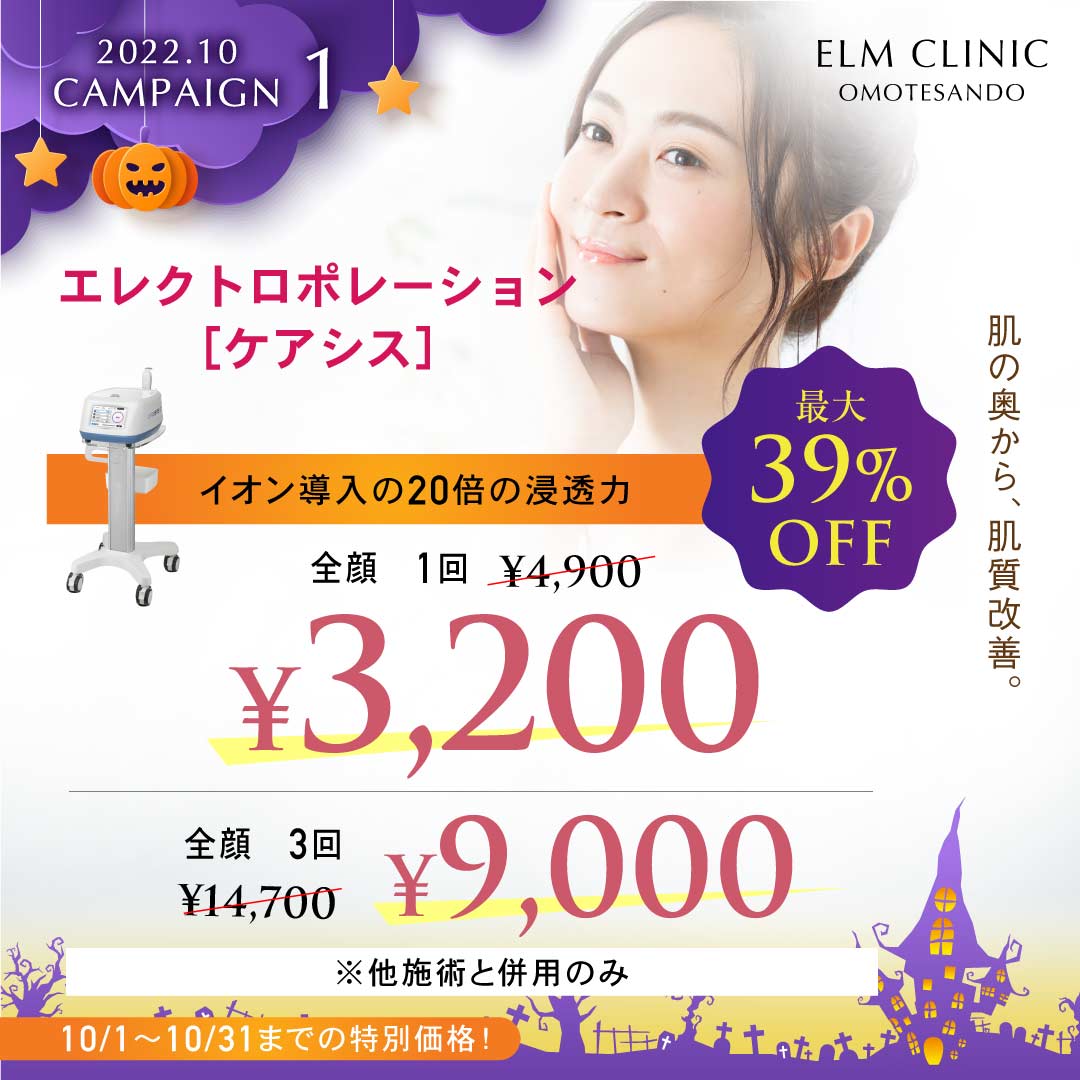 2022.10
CAMPAIGN 1
ELM CLINIC
OMOTESANDO
エレクトロポレーション
［ケアシス］
肌の奥から、肌質改善。
最大
39%
OFF
イオン導入の20倍の浸透力
全顔　1回　¥4,900
¥3,200
全顔　3回
¥14,700
¥9,000
※他施術と併用のみ
10/1〜10/31までの特別価格！